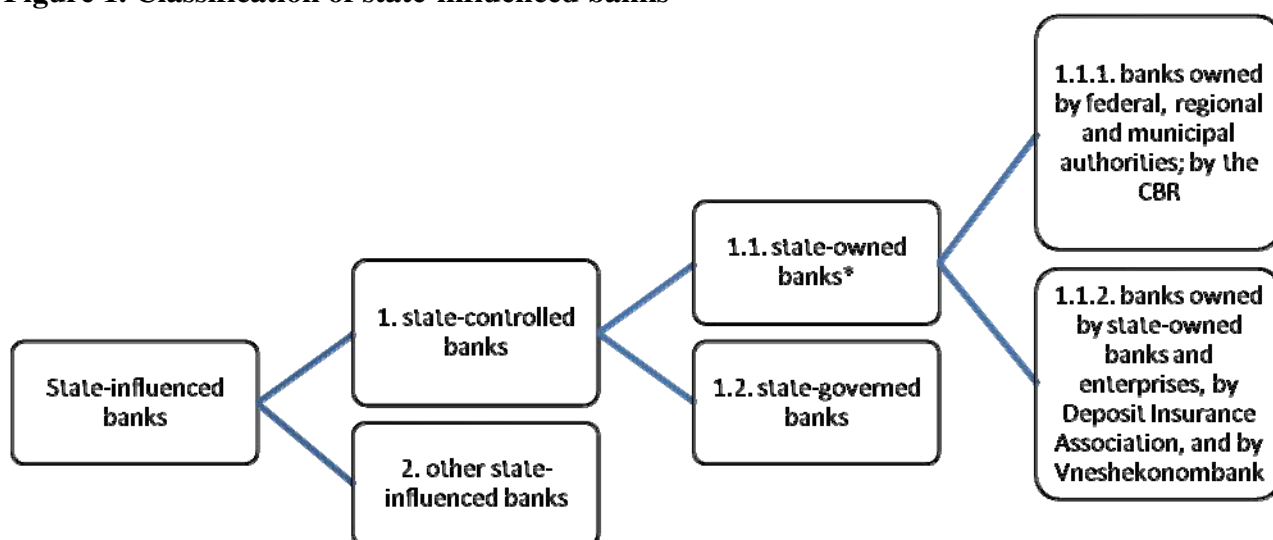 Figure 1. Classification of state-influenced banks
State-influenced
banks
1. state-controlled
banks
2. other state-
influenced banks
1.1. state-owned
banks*
1.2. state-governed
banks
1.1.1. banks owned
by federal, regional
and municipal
authorities; by the
CBR
1.1.2. banks owned
by state-owned
banks and
enterprises, by
Deposit Insurance
Association, and by
Vneshekonombank